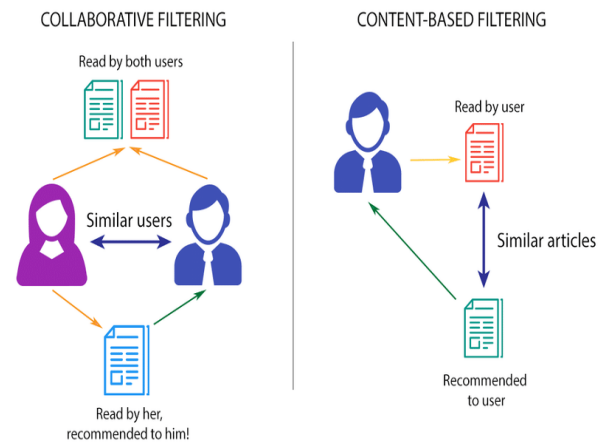 COLLABORATIVE FILTERING
Read by both users
Similar users
Read by her,
recommended to him!
CONTENT-BASED FILTERING
Read by user
Similar articles
Recommended
to user